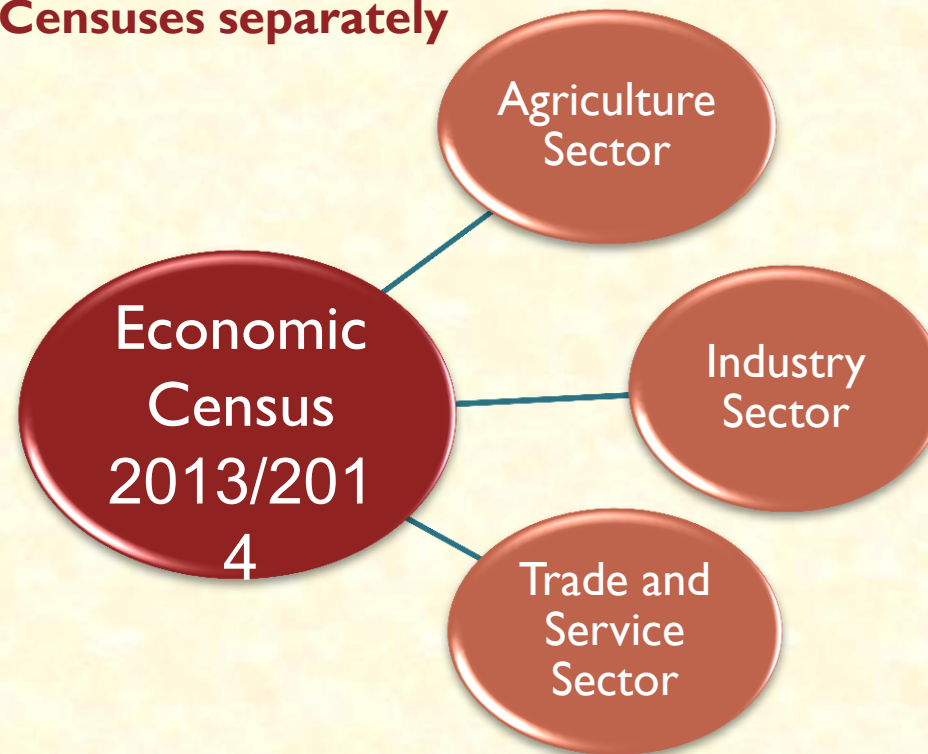 Censuses separately
Agriculture
Sector
Economic
Census
2013/201
4
Industry
Sector
Trade and
Service
Sector